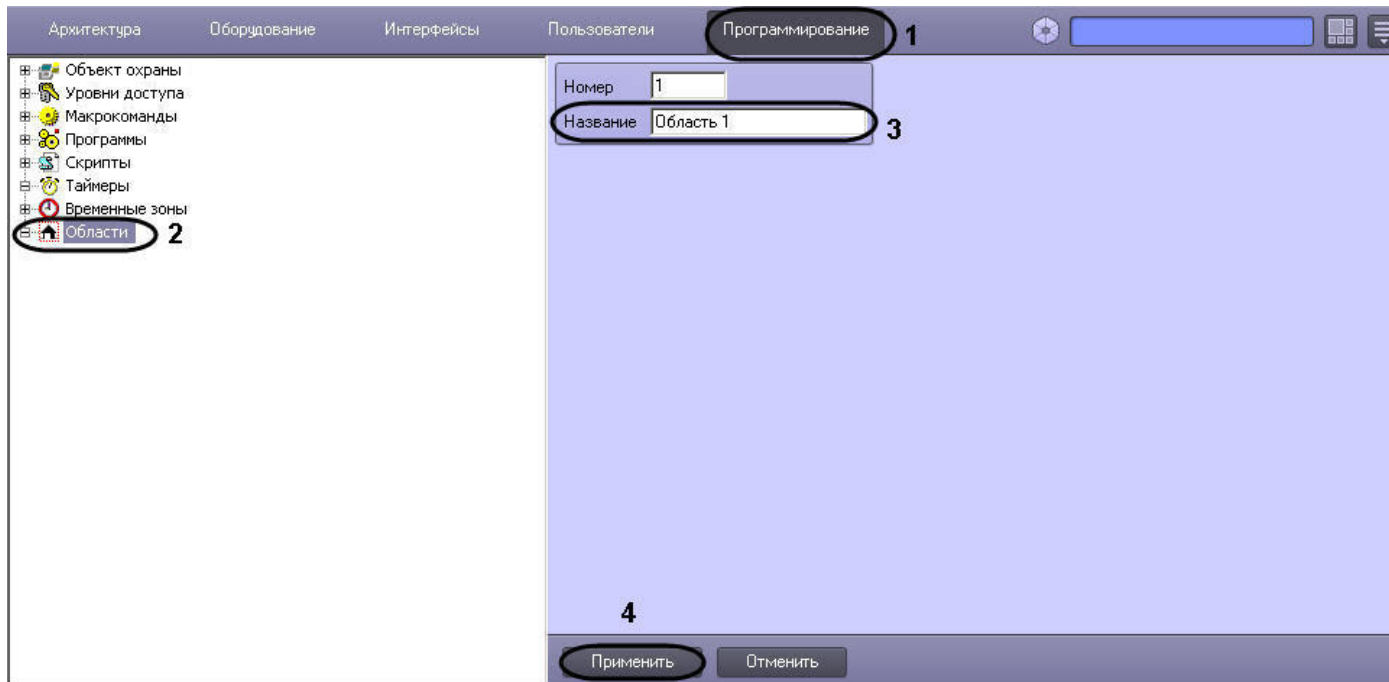 Архитектура Оборудование Интерфейсы Пользователи Программирование 1
Объект охраны
Уровни доступа
Макрокоманды
Программы
Скрипты
Таймеры
Временные зоны
Области 2
Номер 1
Название Область 1 3
4
Применить Отменить